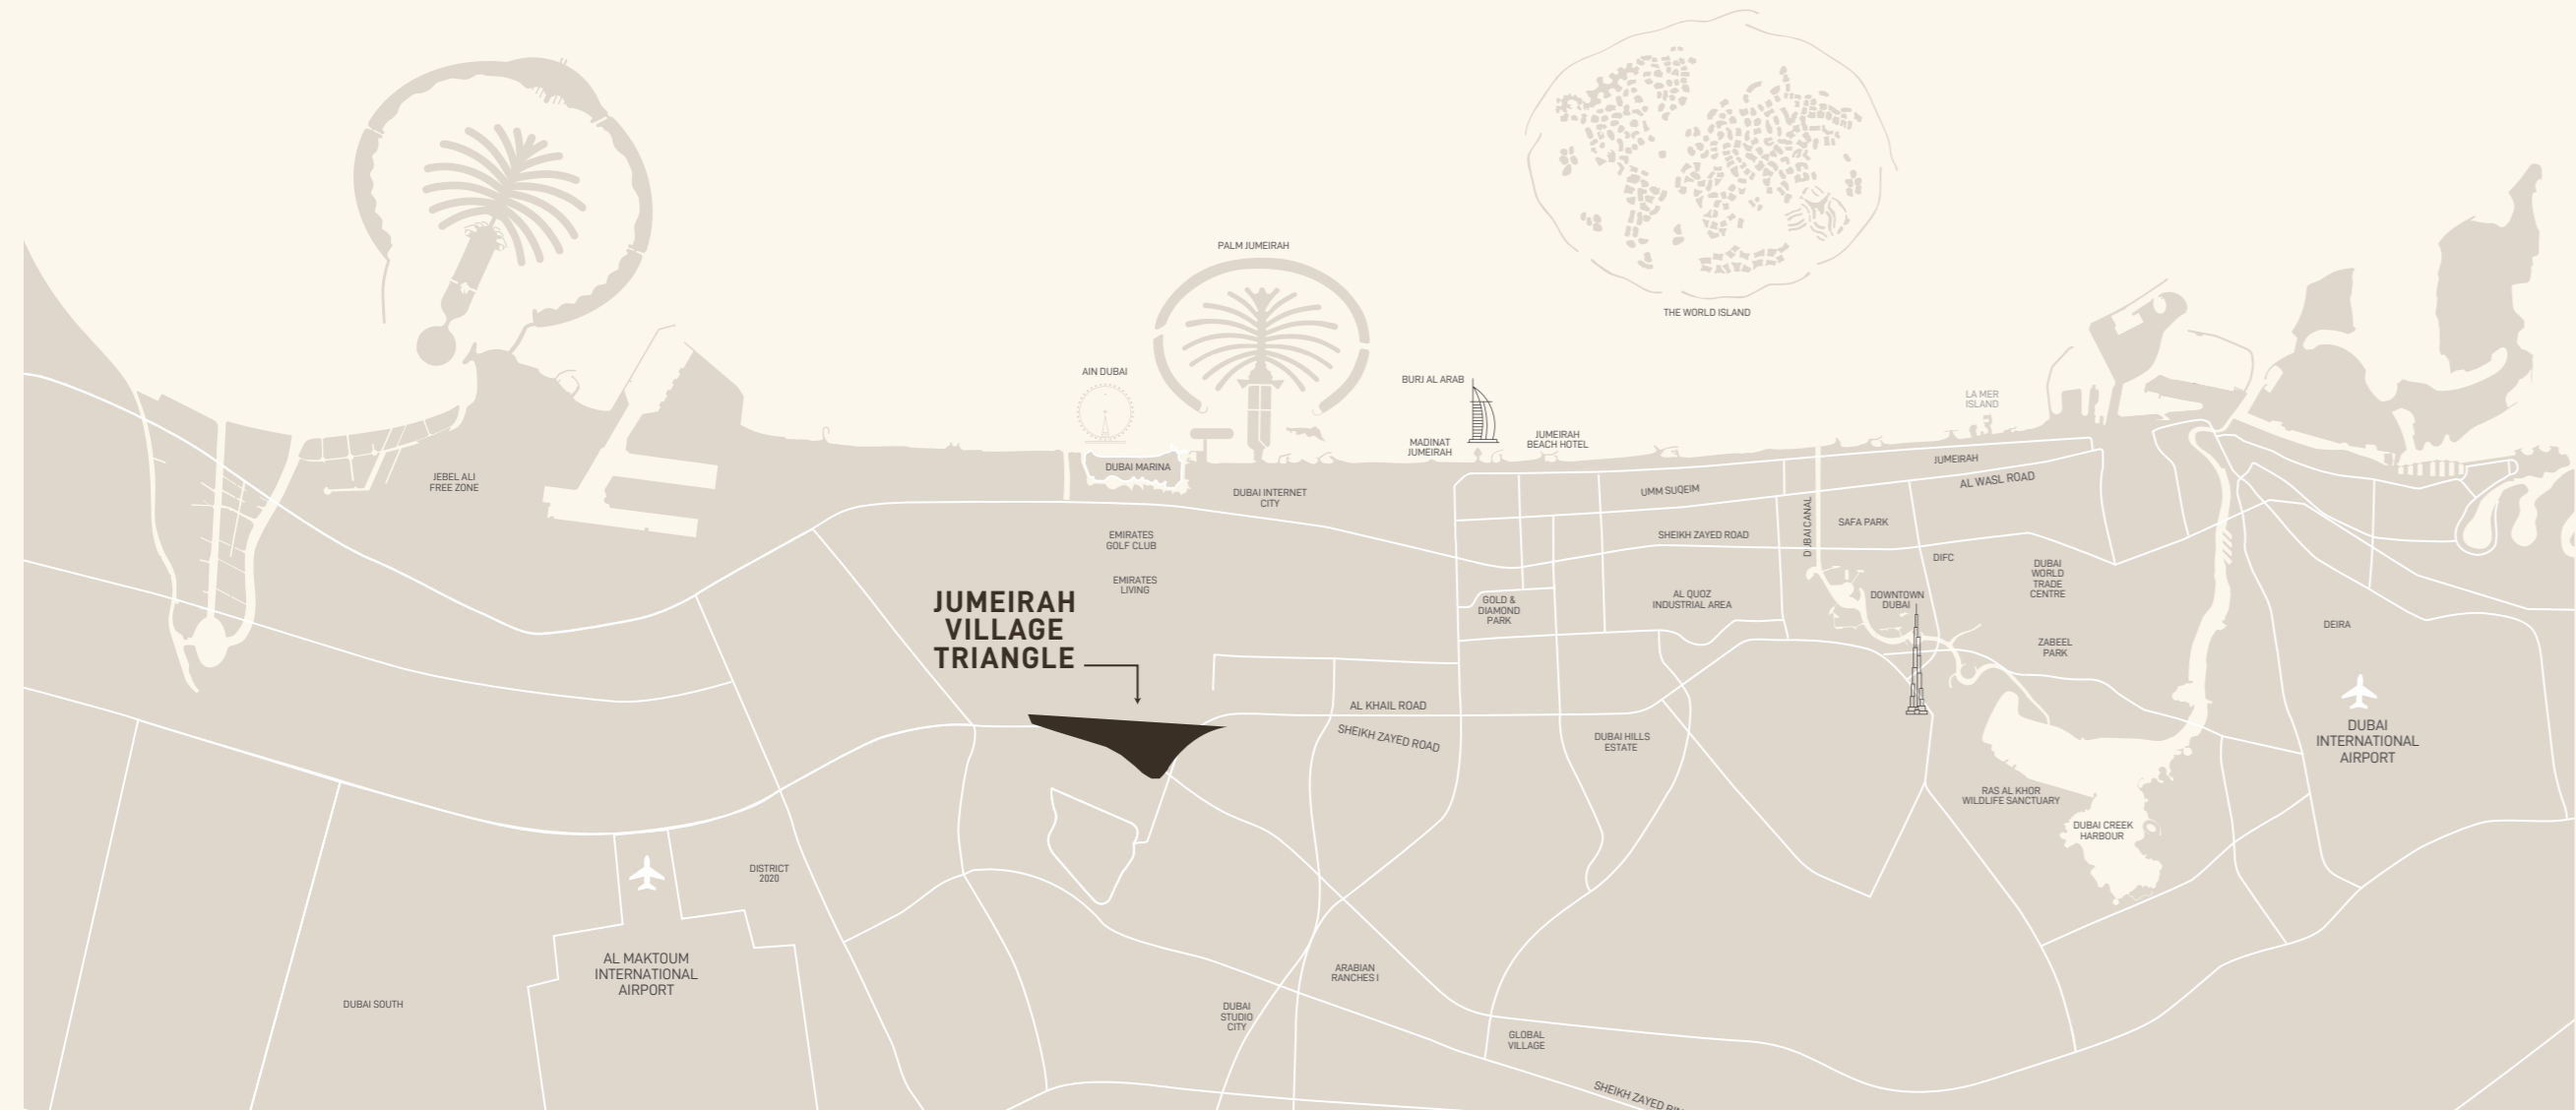 PALM JUMEIRAH
THE WORLD ISLAND
AIN DUBAI
BURJ AL ARAB
LA MER
ISLAND
MADINAT
JUMEIRAH
JUMEIRAH
BEACH HOTEL
JEBEL ALI
FREE ZONE
DUBAI MARINA
DUBAI INTERNET
CITY
UMM SUQEIM
JUMEIRAH
AL WASL ROAD
EMIRATES
GOLF CLUB
SHEIKH ZAYED ROAD
DUBAI CANAL
SAFA PARK
DIFC
DUBAI
WORLD
TRADE
CENTRE
EMIRATES
LIVING
JUMEIRAH
VILLAGE
TRIANGLE
GOLD &
DIAMOND
PARK
AL QUOZ
INDUSTRIAL AREA
DOWNTOWN
DUBAI
DEIRA
ZABEEL
PARK
AL KHAIL ROAD
SHEIKH ZAYED ROAD
DUBAI HILLS
ESTATE
DUBAI
INTERNATIONAL
AIRPORT
RAS AL KHOR
WILDLIFE SANCTUARY
DUBAI CREEK
HARBOUR
DISTRICT
2020
AL MAKTOUM
INTERNATIONAL
AIRPORT
DUBAI SOUTH
ARABIAN
RANCHES I
DUBAI
STUDIO
CITY
GLOBAL
VILLAGE
SHEIKH ZAYED